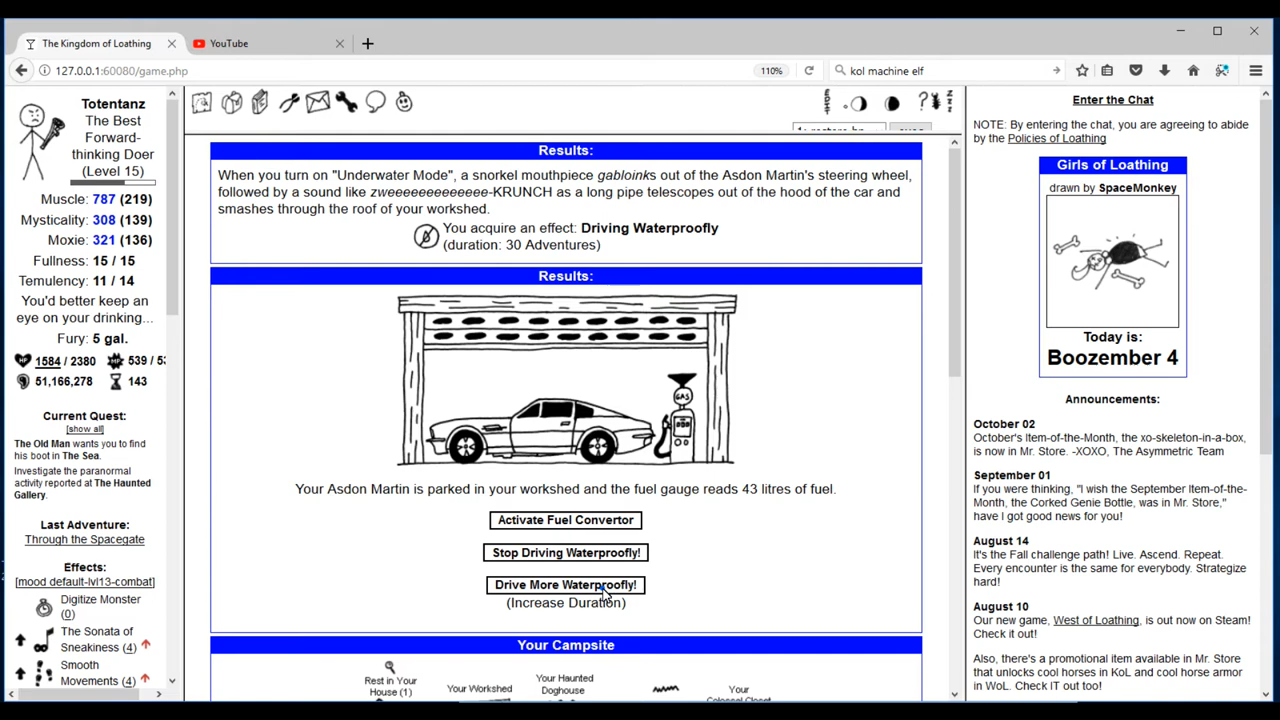 The Kingdom of Loathing
YouTube
127.0.0.1:60080/game.php
110%
kol machine elf
Totentanz
The Best
Forward-
thinking Doer
(Level 15)
Muscle: 787 (219)
Mysticality: 308 (139)
Moxie: 321 (136)
Fullness: 15 / 15
Temulency: 11 / 14
You'd better keep an
eye on your drinking...
Fury: 5 gal.
HP 1584 / 2380 MP 539 / 53
51,166,278 143
Current Quest:
[show all]
The Old Man wants you to find
his boot in The Sea.
Investigate the paranormal
activity reported at The Haunted
Gallery.
Last Adventure:
Through the Spacegate
Effects:
[mood default-lvl13-combat]
Digitize Monster
(0)
The Sonata of
Sneakiness (4)
Smooth
Movements (4)
Results:
When you turn on "Underwater Mode", a snorkel mouthpiece gabloinks out of the Asdon Martin's steering wheel,
followed by a sound like zweeeeeeeeeeeee-KRUNCH as a long pipe telescopes out of the hood of the car and
smashes through the roof of your workshed.
You acquire an effect: Driving Waterproofly
(duration: 30 Adventures)
Results:
GAS
Your Asdon Martin is parked in your workshed and the fuel gauge reads 43 litres of fuel.
Activate Fuel Convertor
Stop Driving Waterproofly!
Drive More Waterproofly!
(Increase Duration)
Your Campsite
Rest in Your
House (1)
Your Workshed
Your Haunted
Doghouse
Your
Colossal Closet
Enter the Chat
NOTE: By entering the chat, you are agreeing to abide
by the Policies of Loathing
Girls of Loathing
drawn by SpaceMonkey
Today is:
Boozember 4
Announcements:
October 02
October's Item-of-the-Month, the xo-skeleton-in-a-box,
is now in Mr. Store. -XOXO, The Asymmetric Team
September 01
If you were thinking, "I wish the September Item-of-the-
Month, the Corked Genie Bottle, was in Mr. Store,"
have I got good news for you!
August 14
It's the Fall challenge path! Live. Ascend. Repeat.
Every encounter is the same for everybody. Strategize
hard!
August 10
Our new game, West of Loathing, is out now on Steam!
Check it out!
Also, there's a promotional item available in Mr. Store
that unlocks cool horses in KoL and cool horse armor
in WoL. Check IT out too!